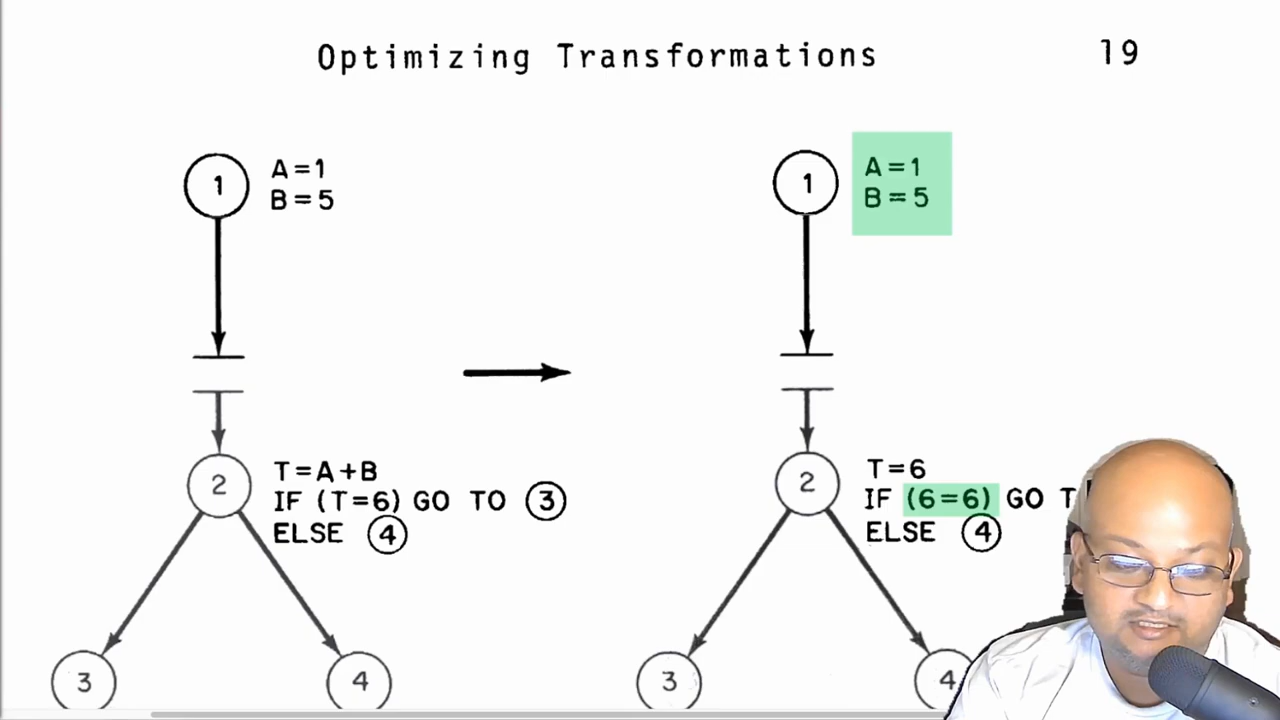 Optimizing Transformations 19
1 A=1
B=5
2 T=A+B
IF (T=6) GO TO 3
ELSE 4
3 4
1 A=1
B=5
2 T=6
IF (6=6) GO
ELSE 4
3 4